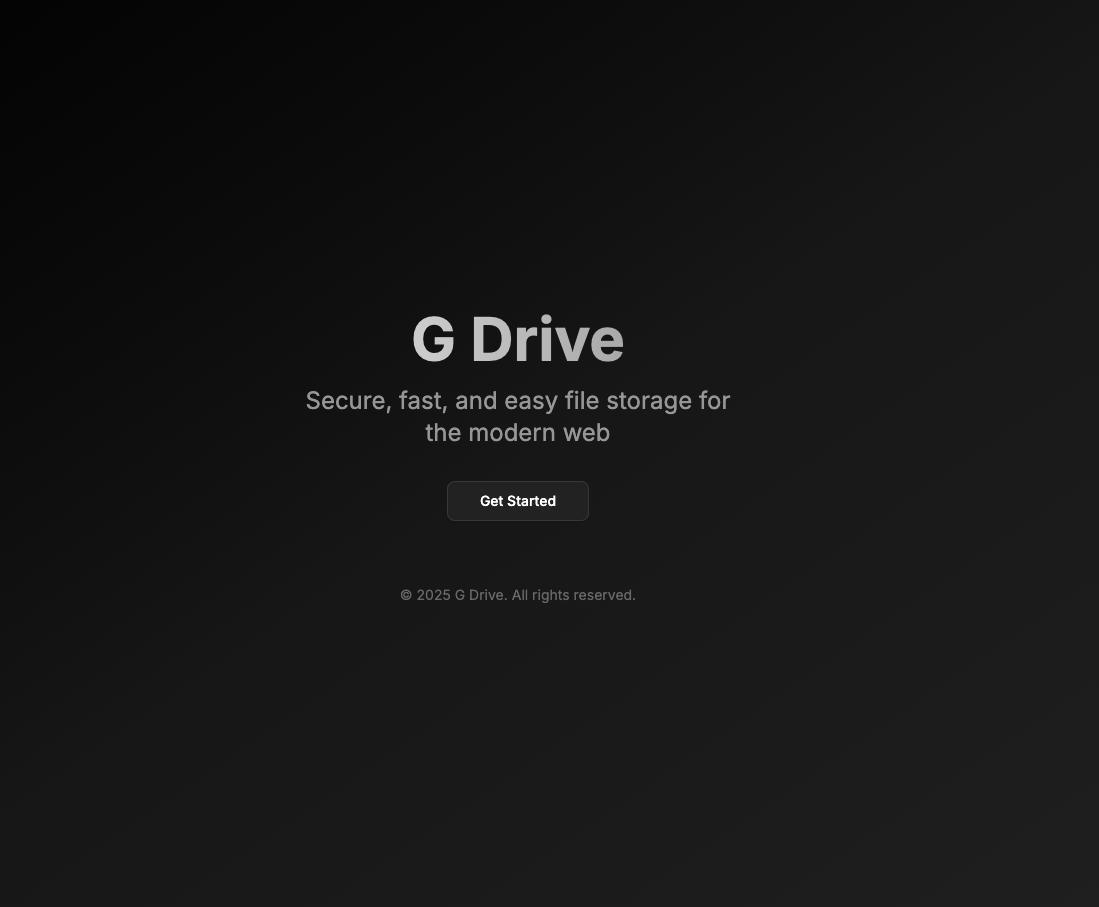 G Drive
Secure, fast, and easy file storage for
the modern web
Get Started
© 2025 G Drive. All rights reserved.